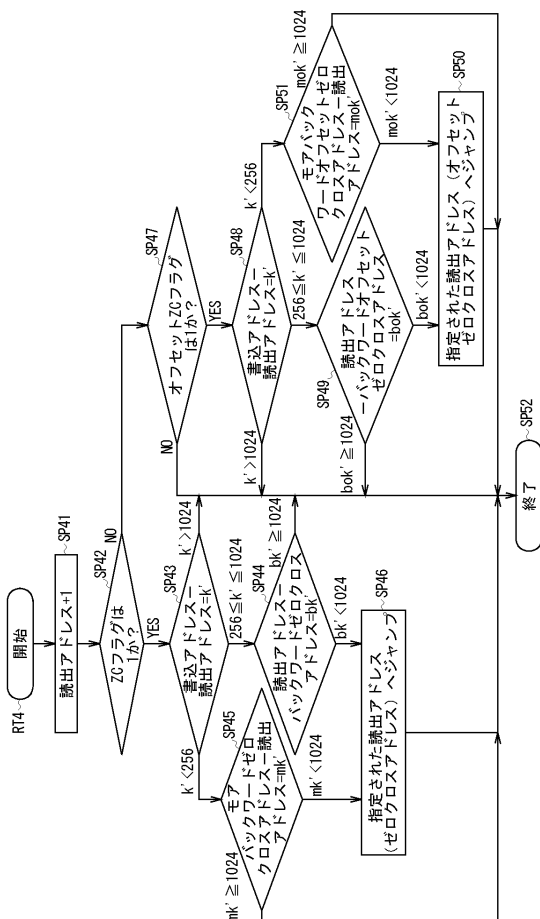 RT4
開始
SP41
読出アドレス+1
SP42
ZCフラグは
1か?
NO
YES
SP43
書込アドレスー
読出アドレス=k'
k'>1024
k'<256
256≦k'≦1024
SP44
読出アドレスー
バックワードゼロクロス
アドレス=bk'
bk'≧1024
bk'<1024
SP45
モア
バックワードゼロ
クロスアドレスー読出
アドレス=mk'
mk'≧1024
mk'<1024
SP46
指定された読出アドレス
(ゼロクロスアドレス)へジャンプ
SP47
オフセットZCフラグ
は1か?
NO
YES
SP48
書込アドレスー
読出アドレス=k'
k'>1024
k'<256
256≦k'≦1024
SP49
読出アドレス
ーバックワードオフセット
ゼロクロスアドレス
=bok'
bok'≧1024
bok'<1024
SP51
モアバック
ワードオフセットゼロ
クロスアドレスー読出
アドレス=mok'
mok'≧1024
mok'<1024
SP50
指定された読出アドレス(オフセット
ゼロクロスアドレス)へジャンプ
SP52
終了